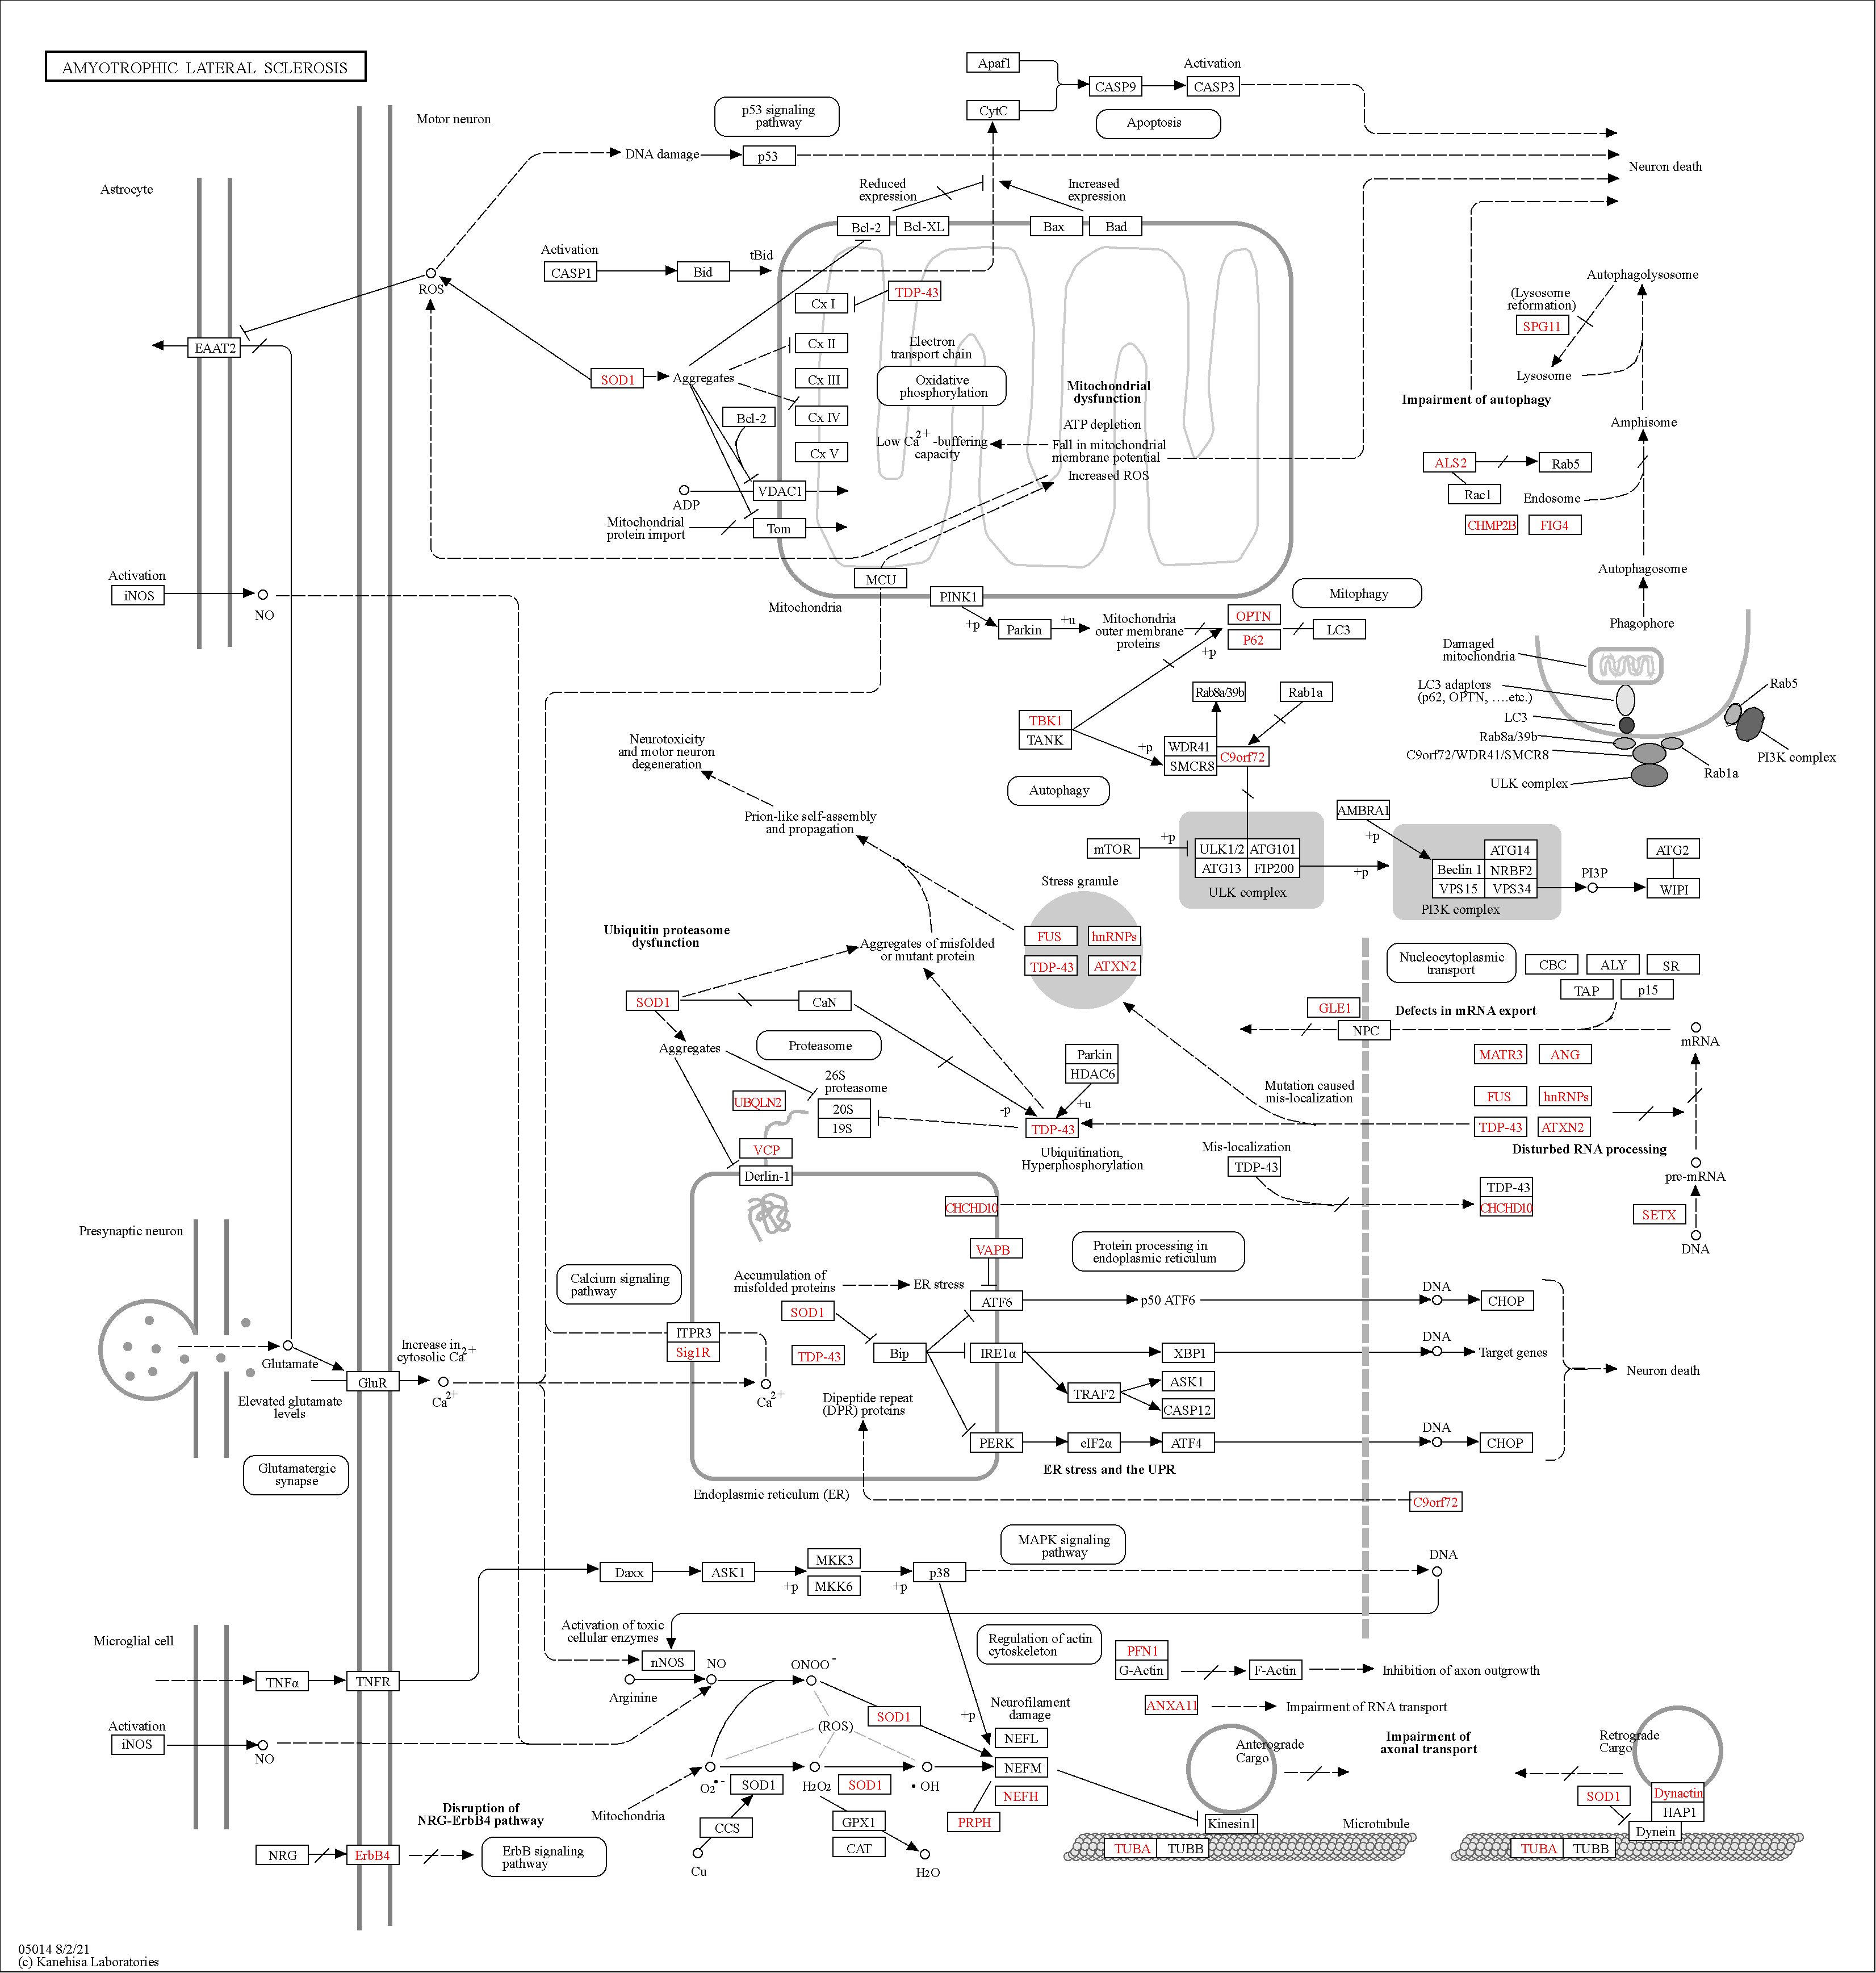 AMYOTROPHIC LATERAL SCLEROSIS
Motor neuron
Astrocyte
p53 signaling
pathway
Apaf1
CytC
CASP9
Activation
CASP3
Apoptosis
DNA damage
p53
Neuron death
Reduced
expression
Increased
expression
Bcl-2
Bcl-XL
Bax
Bad
Activation
CASP1
Bid
tBid
ROS
EAAT2
SOD1
Aggregates
Bcl-2
TDP-43
Cx I
Cx II
Cx III
Cx IV
Cx V
Electron
transport chain
Oxidative
phosphorylation
Mitochondrial
dysfunction
ATP depletion
Low Ca2+ -buffering
capacity
Fall in mitochondrial
membrane potential
Increased ROS
ADP
VDAC1
Mitochondrial
protein import
Tom
MCU
Mitochondria
PINK1
Autophagolysosome
(Lysosome
reformation)
SPG11
Lysosome
Impairment of autophagy
Amphisome
ALS2
Rab5
Rac1
Endosome
CHMP2B
FIG4
Autophagosome
Phagophore
Activation
iNOS
NO
Mitophagy
+p
Parkin
+u
Mitochondria
outer membrane
proteins
OPTN
P62
+p
LC3
Damaged
mitochondria
LC3 adaptors
(p62, OPTN, ....etc.)
LC3
Rab8a/39b
C9orf72/WDR41/SMCR8
ULK complex
Rab1a
Rab5
PI3K complex
Rab8a/39b
Rab1a
TBK1
TANK
+p
WDR41
SMCR8
C9orf72
Autophagy
Neurotoxicity
and motor neuron
degeneration
Prion-like self-assembly
and propagation
mTOR
+p
ULK1/2
ATG101
ATG13
FIP200
ULK complex
+p
AMBRA1
+p
ATG14
Beclin 1
NRBF2
VPS15
VPS34
PI3K complex
PI3P
ATG2
WIPI
Stress granule
FUS
hnRNPs
TDP-43
ATXN2
Ubiquitin proteasome
dysfunction
Aggregates of misfolded
or mutant protein
SOD1
CaN
Aggregates
Proteasome
26S
proteasome
UBQLN2
20S
19S
VCP
Derlin-1
Parkin
HDAC6
-p
+u
TDP-43
Ubiquitination,
Hyperphosphorylation
Nucleocytoplasmic
transport
CBC
ALY
SR
TAP
p15
GLE1
Defects in mRNA export
NPC
mRNA
MATR3
ANG
Mutation caused
mis-localization
FUS
hnRNPs
TDP-43
ATXN2
Disturbed RNA processing
Mis-localization
TDP-43
pre-mRNA
TDP-43
CHCHD10
SETX
DNA
CHCHD10
VAPB
Protein processing in
endoplasmic reticulum
Presynaptic neuron
Calcium signaling
pathway
Accumulation of
misfolded proteins
ER stress
SOD1
TDP-43
Bip
ATF6
p50 ATF6
DNA
CHOP
ITPR3
Sig1R
IRE1α
XBP1
DNA
Target genes
Neuron death
Glutamate
Increase in
cytosolic Ca2+
GluR
Ca2+
Ca2+
Elevated glutamate
levels
Glutamatergic
synapse
TRAF2
ASK1
CASP12
Dipeptide repeat
(DPR) proteins
PERK
eIF2α
ATF4
DNA
CHOP
ER stress and the UPR
Endoplasmic reticulum (ER)
C9orf72
MAPK signaling
pathway
Daxx
ASK1
+p
MKK3
MKK6
+p
p38
DNA
Microglial cell
TNFα
TNFR
Activation of toxic
cellular enzymes
nNOS
Arginine
NO
ONOO-
Activation
iNOS
NO
(ROS)
SOD1
+p
Neurofilament
damage
NEFL
NEFM
NEFH
PRPH
Regulation of actin
cytoskeleton
PFN1
G-Actin
F-Actin
Inhibition of axon outgrowth
ANXA11
Impairment of RNA transport
Anterograde
Cargo
Impairment of
axonal transport
Retrograde
Cargo
Mitochondria
O2•-
SOD1
H2O2
SOD1
• OH
CCS
Cu
GPX1
CAT
H2O
Kinesin1
Microtubule
TUBA
TUBB
SOD1
Dynactin
HAP1
Dynein
TUBA
TUBB
Disruption of
NRG-ErbB4 pathway
NRG
ErbB4
ErbB signaling
pathway
05014 8/2/21
(c) Kanehisa Laboratories